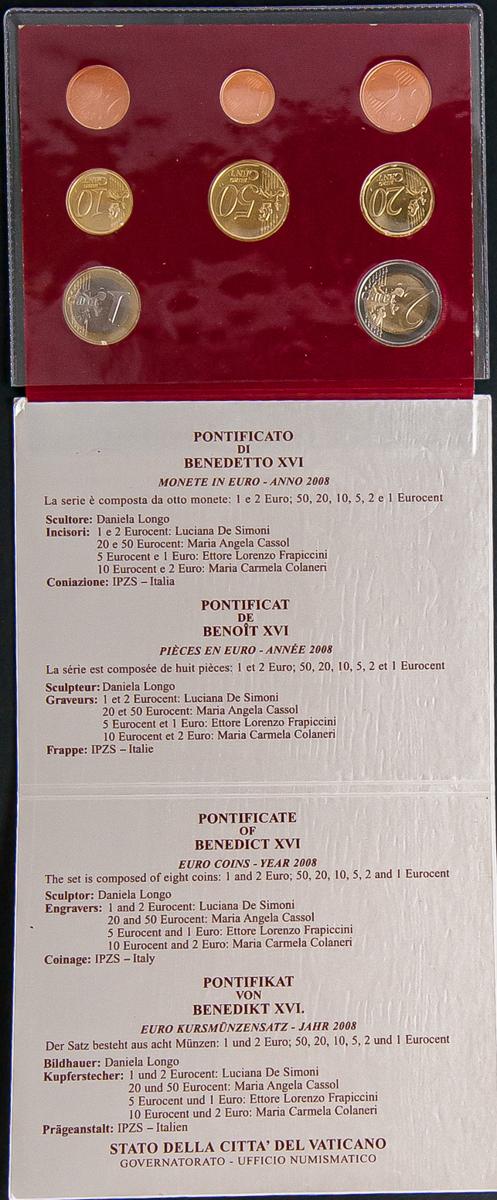 10
EURO
CENT
50
EURO
CENT
20
EURO
CENT
1
2
PONTIFICATO
DI
BENEDETTO XVI
MONETE IN EURO - ANNO 2008
La serie è composta da otto monete: 1 e 2 Euro; 50, 20, 10, 5, 2 e 1 Eurocent
Scultore: Daniela Longo
Incisori: 1 e 2 Eurocent: Luciana De Simoni
20 e 50 Eurocent: Maria Angela Cassol
5 Eurocent e 1 Euro: Ettore Lorenzo Frapiccini
10 Eurocent e 2 Euro: Maria Carmela Colaneri
Coniazione: IPZS – Italia
PONTIFICAT
DE
BENOÎT XVI
PIÈCES EN EURO - ANNÉE 2008
La série est composée de huit pièces: 1 et 2 Euro; 50, 20, 10, 5, 2 et 1 Eurocent
Sculpteur: Daniela Longo
Graveurs: 1 et 2 Eurocent: Luciana De Simoni
20 et 50 Eurocent: Maria Angela Cassol
5 Eurocent et 1 Euro: Ettore Lorenzo Frapiccini
10 Eurocent et 2 Euro: Maria Carmela Colaneri
Frappe: IPZS – Italie
PONTIFICATE
OF
BENEDICT XVI
EURO COINS - YEAR 2008
The set is composed of eight coins: 1 and 2 Euro; 50, 20, 10, 5, 2 and 1 Eurocent
Sculptor: Daniela Longo
Engravers: 1 and 2 Eurocent: Luciana De Simoni
20 and 50 Eurocent: Maria Angela Cassol
5 Eurocent and 1 Euro: Ettore Lorenzo Frapiccini
10 Eurocent and 2 Euro: Maria Carmela Colaneri
Coinage: IPZS – Italy
PONTIFIKAT
VON
BENEDIKT XVI.
EURO KURSMÜNZENSATZ - JAHR 2008
Der Satz besteht aus acht Münzen: 1 und 2 Euro; 50, 20, 10, 5, 2 und 1 Eurocent
Bildhauer: Daniela Longo
Kupferstecher: 1 und 2 Eurocent: Luciana De Simoni
20 und 50 Eurocent: Maria Angela Cassol
5 Eurocent und 1 Euro: Ettore Lorenzo Frapiccini
10 Eurocent und 2 Euro: Maria Carmela Colaneri
Prägeanstalt: IPZS – Italien
STATO DELLA CITTA' DEL VATICANO
GOVERNATORATO - UFFICIO NUMISMATICO